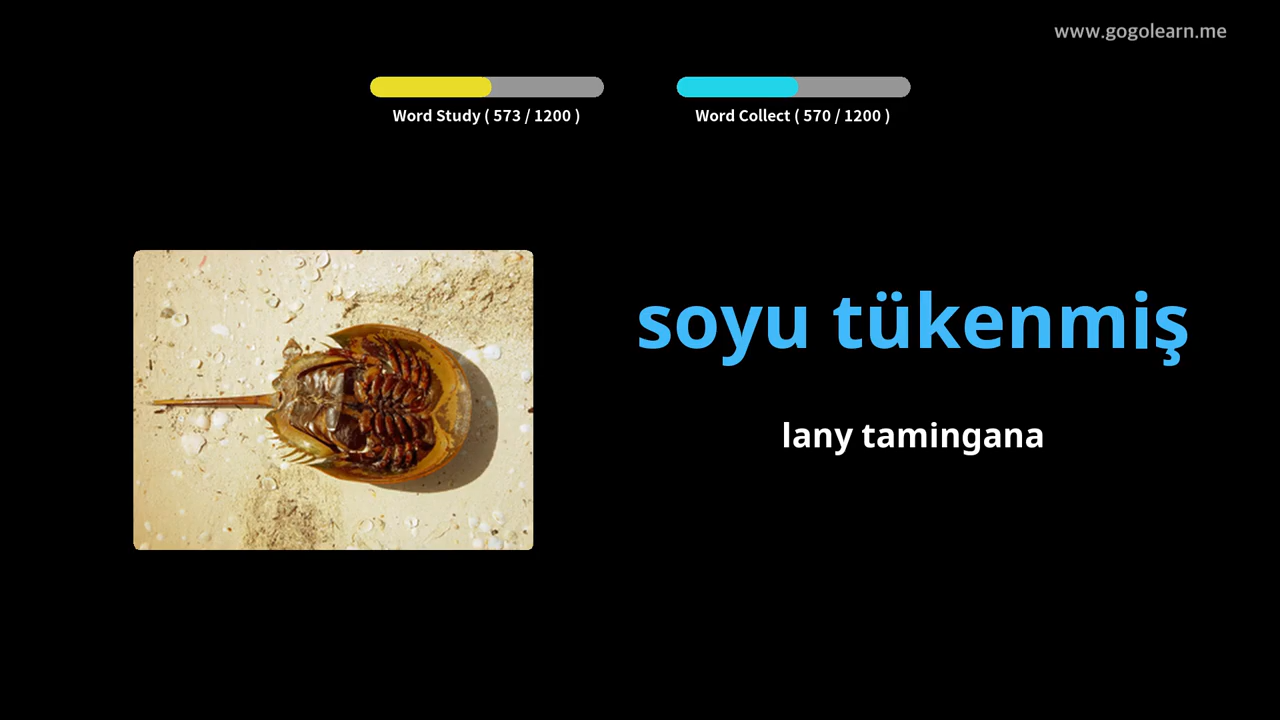 www.gogolearn.me
Word Study ( 573 / 1200 )
Word Collect ( 570 / 1200 )
soyu tükenmiş
lany tamingana